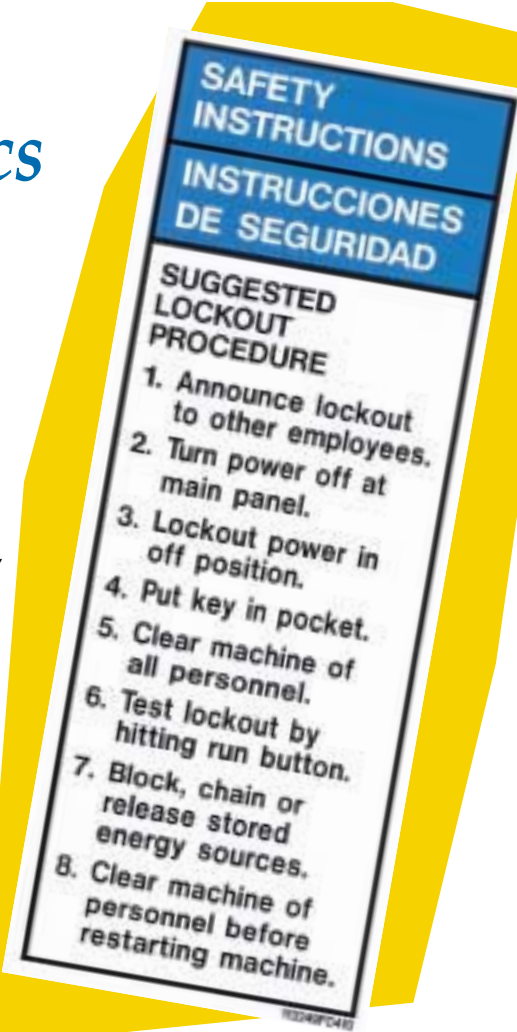 cs
SAFETY
INSTRUCTIONS
INSTRUCCIONES
DE SEGURIDAD
SUGGESTED
LOCKOUT
PROCEDURE
1. Announce lockout
to other employees.
2. Turn power off at
main panel.
3. Lockout power in
off position.
4. Put key in pocket.
5. Clear machine of
all personnel.
6. Test lockout by
hitting run button.
7. Block, chain or
release stored
energy sources.
8. Clear machine of
personnel before
restarting machine.